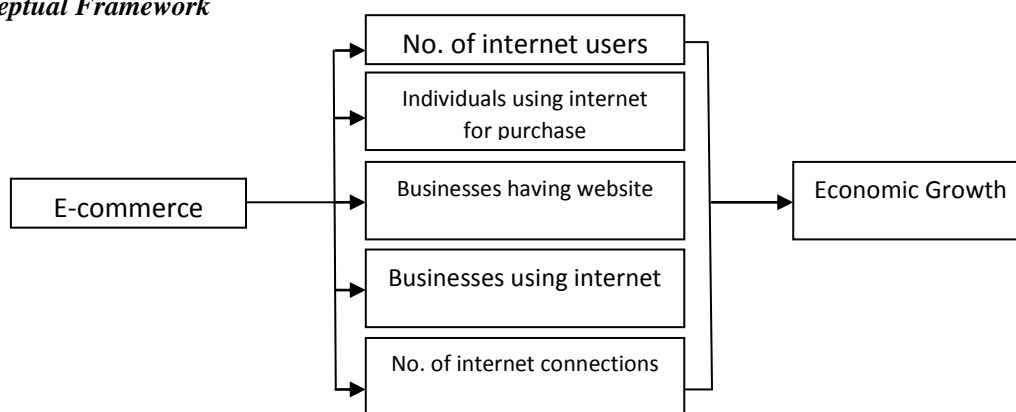 eptual Framework
No. of internet users
Individuals using internet
for purchase
Businesses having website
E-commerce
Economic Growth
Businesses using internet
No. of internet connections